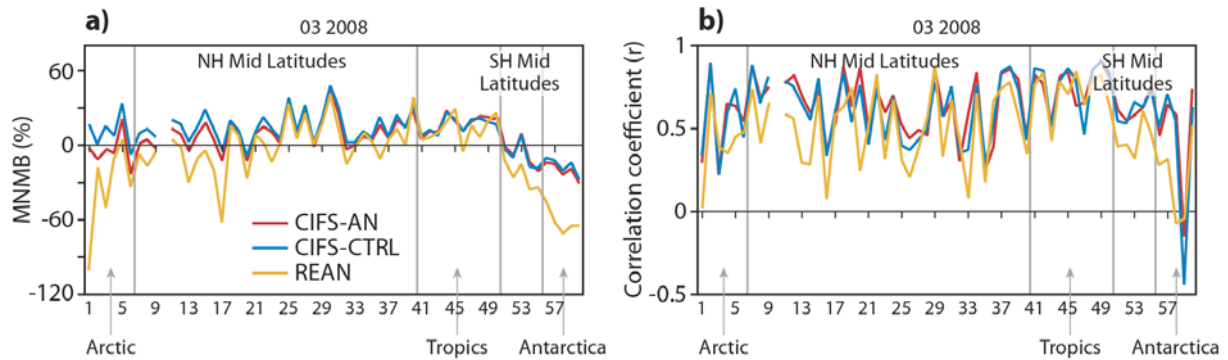 a)
03 2008
NH Mid Latitudes
SH Mid
Latitudes
MNMB (%)
60
0
-60
-120
CIFS-AN
CIFS-CTRL
REAN
1 5 9 13 17 21 25 29 33 37 41 45 49 53 57
Arctic Tropics Antarctica
b)
03 2008
NH Mid Latitudes
SH Mid
Latitudes
Correlation coefficient (r)
1
0.5
0
-0.5
1 5 9 13 17 21 25 29 33 37 41 45 49 53 57
Arctic Tropics Antarctica